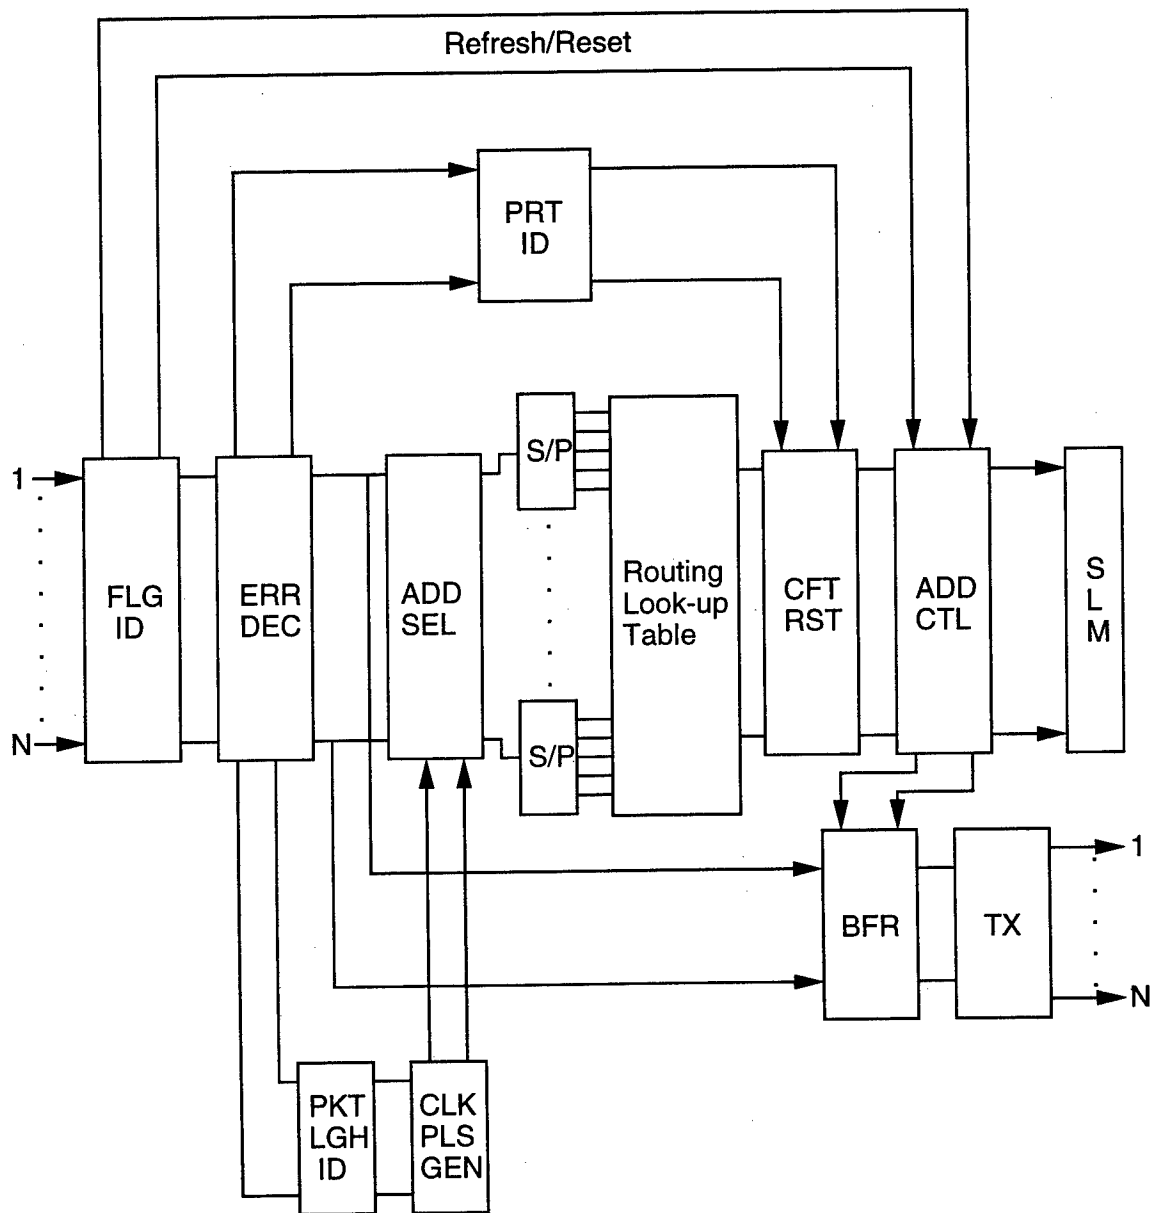 Refresh/Reset
PRT
ID
1
N
FLG
ID
ERR
DEC
ADD
SEL
S/P
S/P
Routing
Look-up
Table
CFT
RST
ADD
CTL
S
L
M
BFR
TX
1
N
PKT
LGH
ID
CLK
PLS
GEN